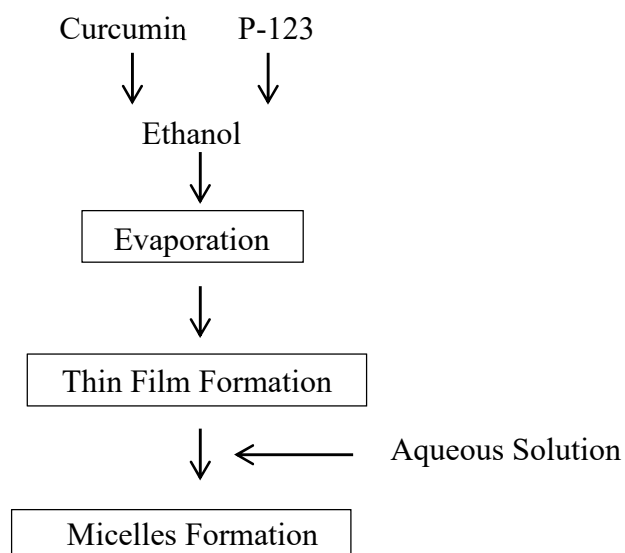 Curcumin P-123
Ethanol
Evaporation
Thin Film Formation
Aqueous Solution
Micelles Formation